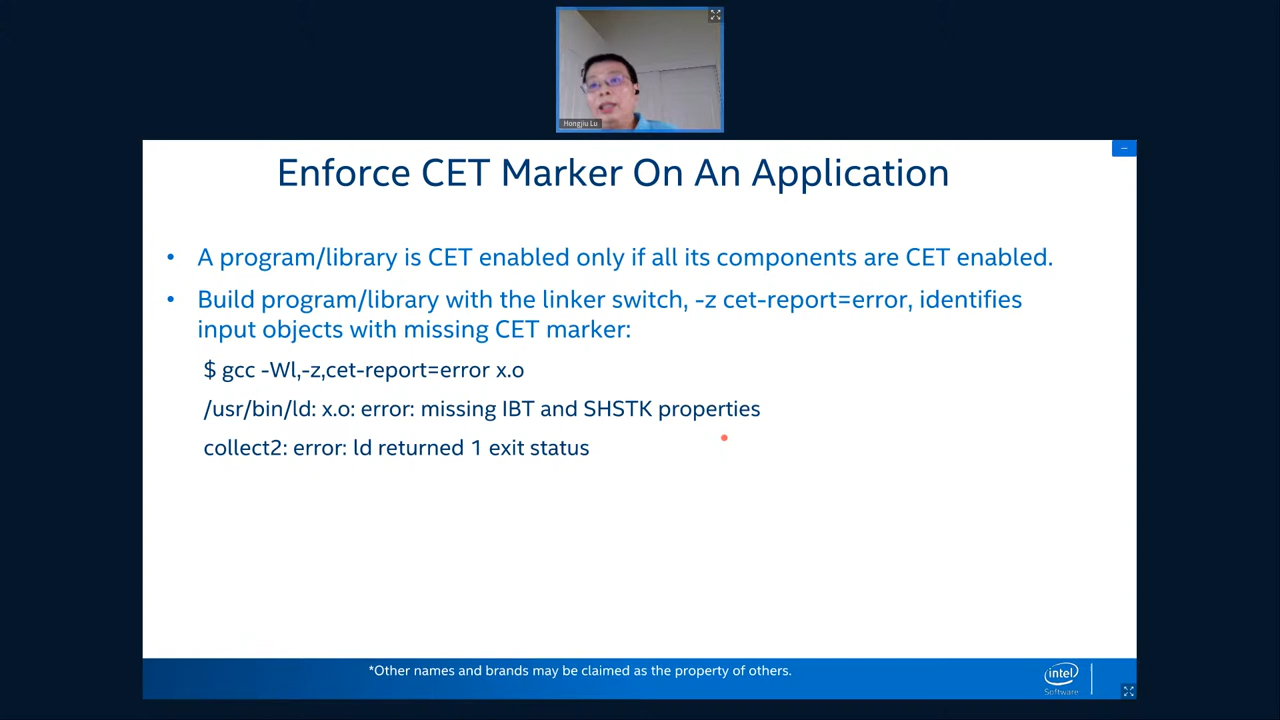 Hongjiu Lu
Enforce CET Marker On An Application
• A program/library is CET enabled only if all its components are CET enabled.
• Build program/library with the linker switch, -z cet-report=error, identifies
input objects with missing CET marker:
$ gcc -Wl,-z,cet-report=error x.o
/usr/bin/ld: x.o: error: missing IBT and SHSTK properties
collect2: error: ld returned 1 exit status
*Other names and brands may be claimed as the property of others.
intel
Software